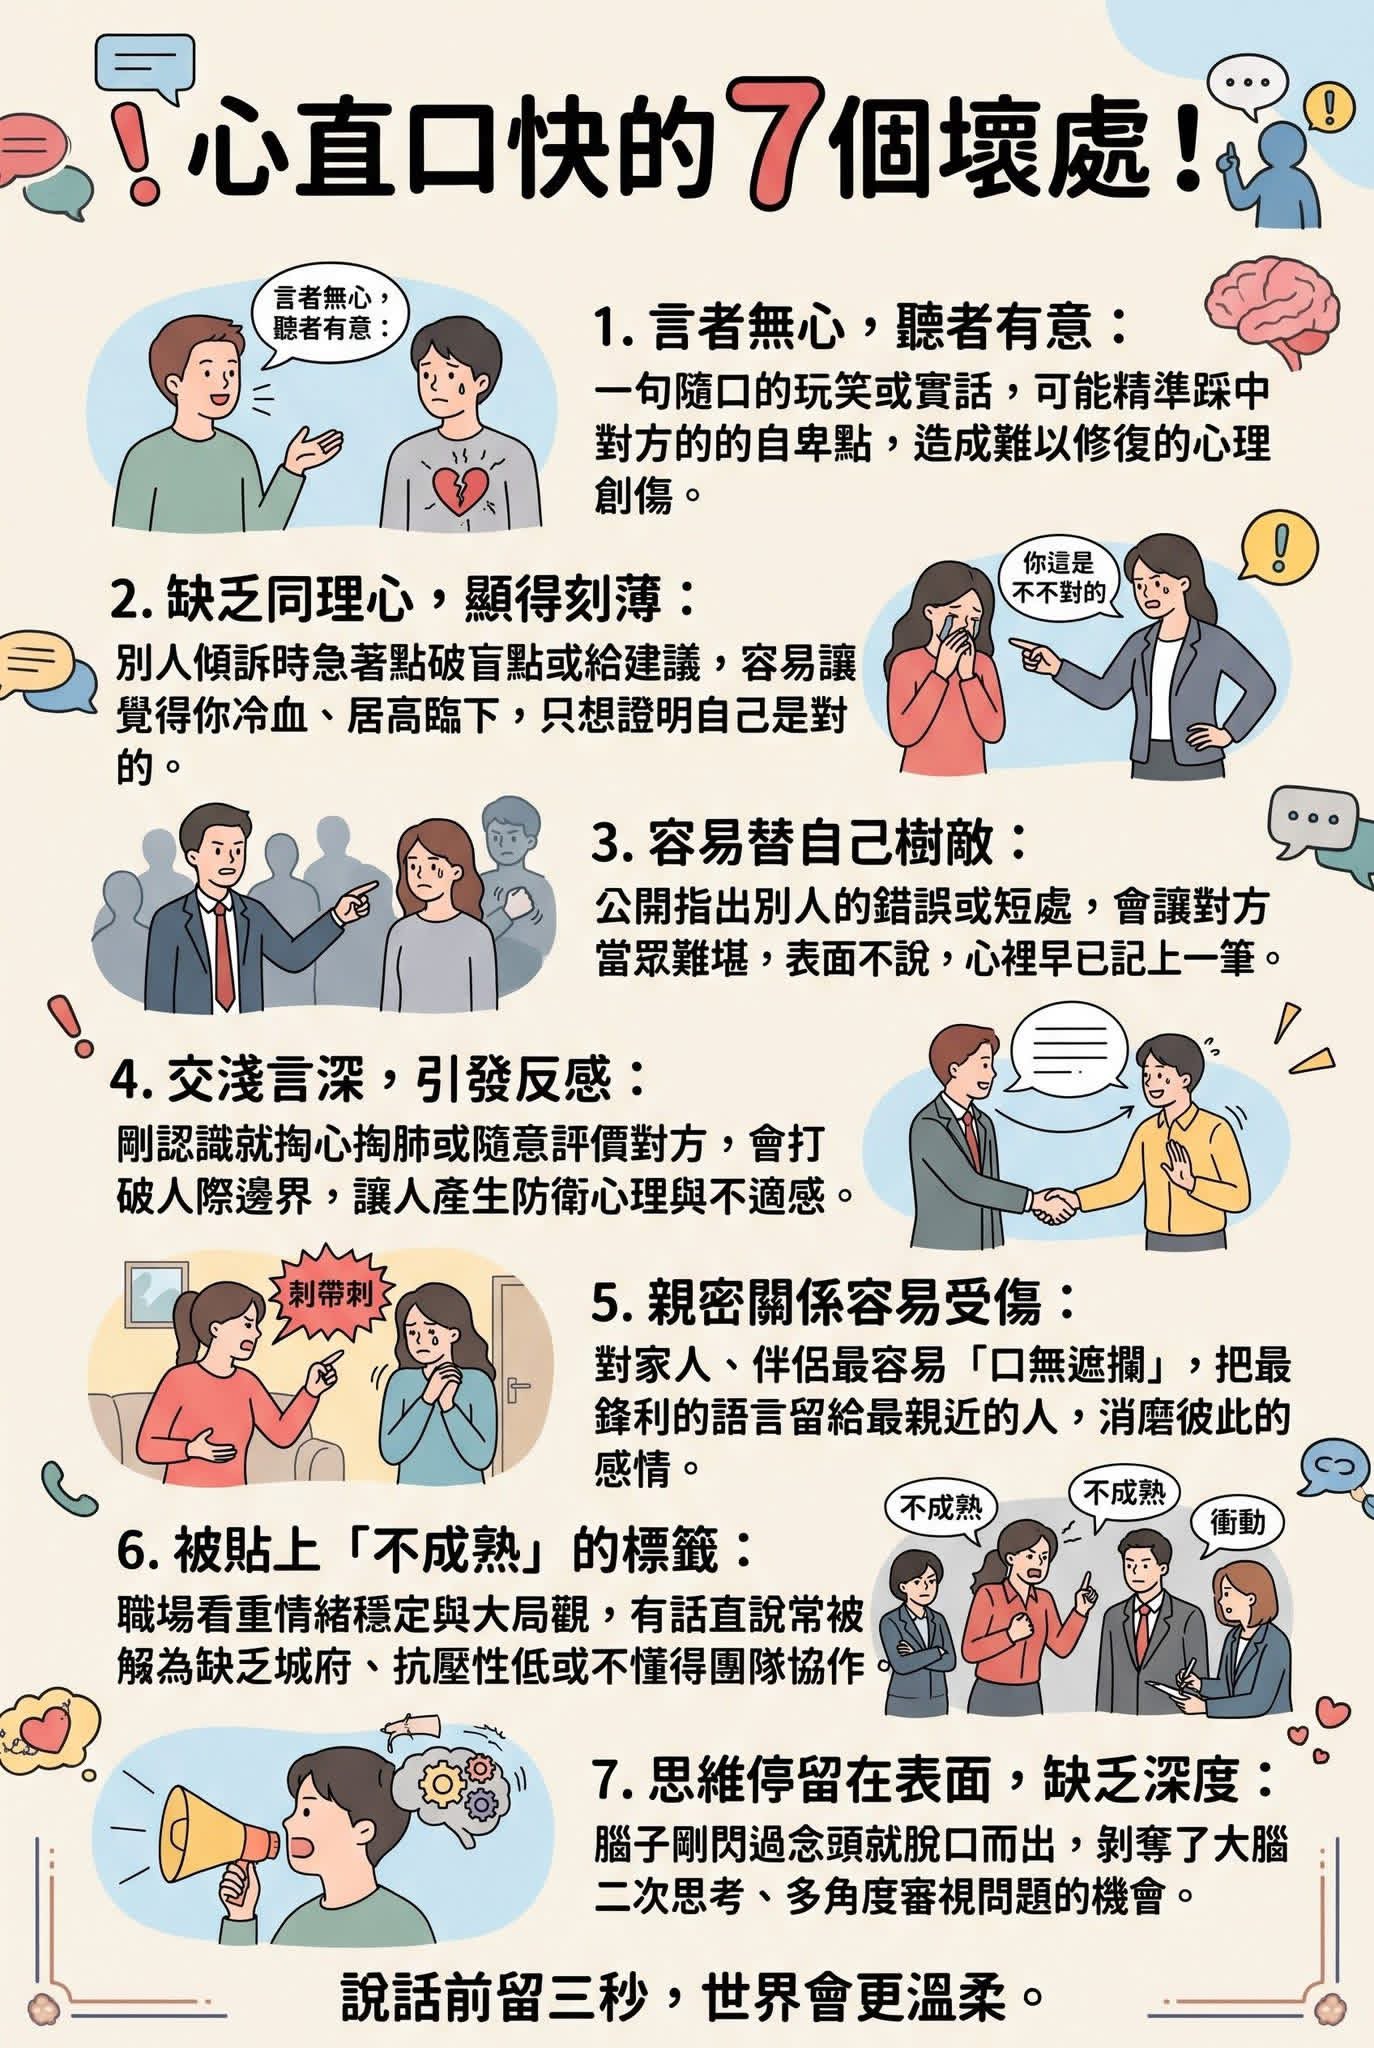 心直口快的7個壞處！
言者無心，
聽者有意：
1. 言者無心，聽者有意：
一句隨口的玩笑或實話，可能精準踩中
對方的的自卑點，造成難以修復的心理
創傷。
2. 缺乏同理心，顯得刻薄：
別人傾訴時急著點破盲點或給建議，容易讓
覺得你冷血、居高臨下，只想證明自己是對
的。
你這是
不不對的
3. 容易替自己樹敵：
公開指出別人的錯誤或短處，會讓對方
當眾難堪，表面不說，心裡早已記上一筆。
4. 交淺言深，引發反感：
剛認識就掏心掏肺或隨意評價對方，會打
破人際邊界，讓人產生防衛心理與不適感。
刺帶刺
5. 親密關係容易受傷：
對家人、伴侶最容易「口無遮攔」，把最
鋒利的語言留給最親近的人，消磨彼此的
感情。
6. 被貼上「不成熟」的標籤：
職場看重情緒穩定與大局觀，有話直說常被
為缺乏城府、抗壓性低或不懂得團隊協作。
不成熟
不成熟
衝動
7. 思維停留在表面，缺乏深度：
腦子剛閃過念頭就脫口而出，剝奪了大腦
二次思考、多角度審視問題的機會。
說話前留三秒，世界會更溫柔。